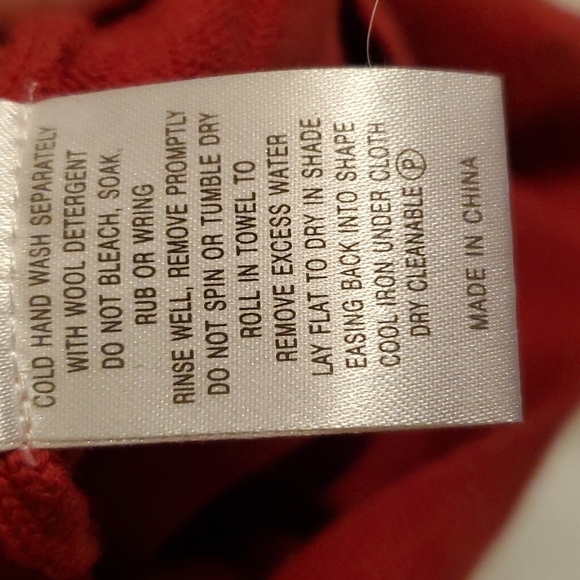 COLD HAND WASH SEPARATELY
WITH WOOL DETERGENT
DO NOT BLEACH, SOAK,
RUB OR WRING
RINSE WELL, REMOVE PROMPTLY
DO NOT SPIN OR TUMBLE DRY
ROLL IN TOWEL TO
REMOVE EXCESS WATER
LAY FLAT TO DRY IN SHADE
EASING BACK INTO SHAPE
COOL IRON UNDER CLOTH
DRY CLEANABLE Ⓟ
MADE IN CHINA